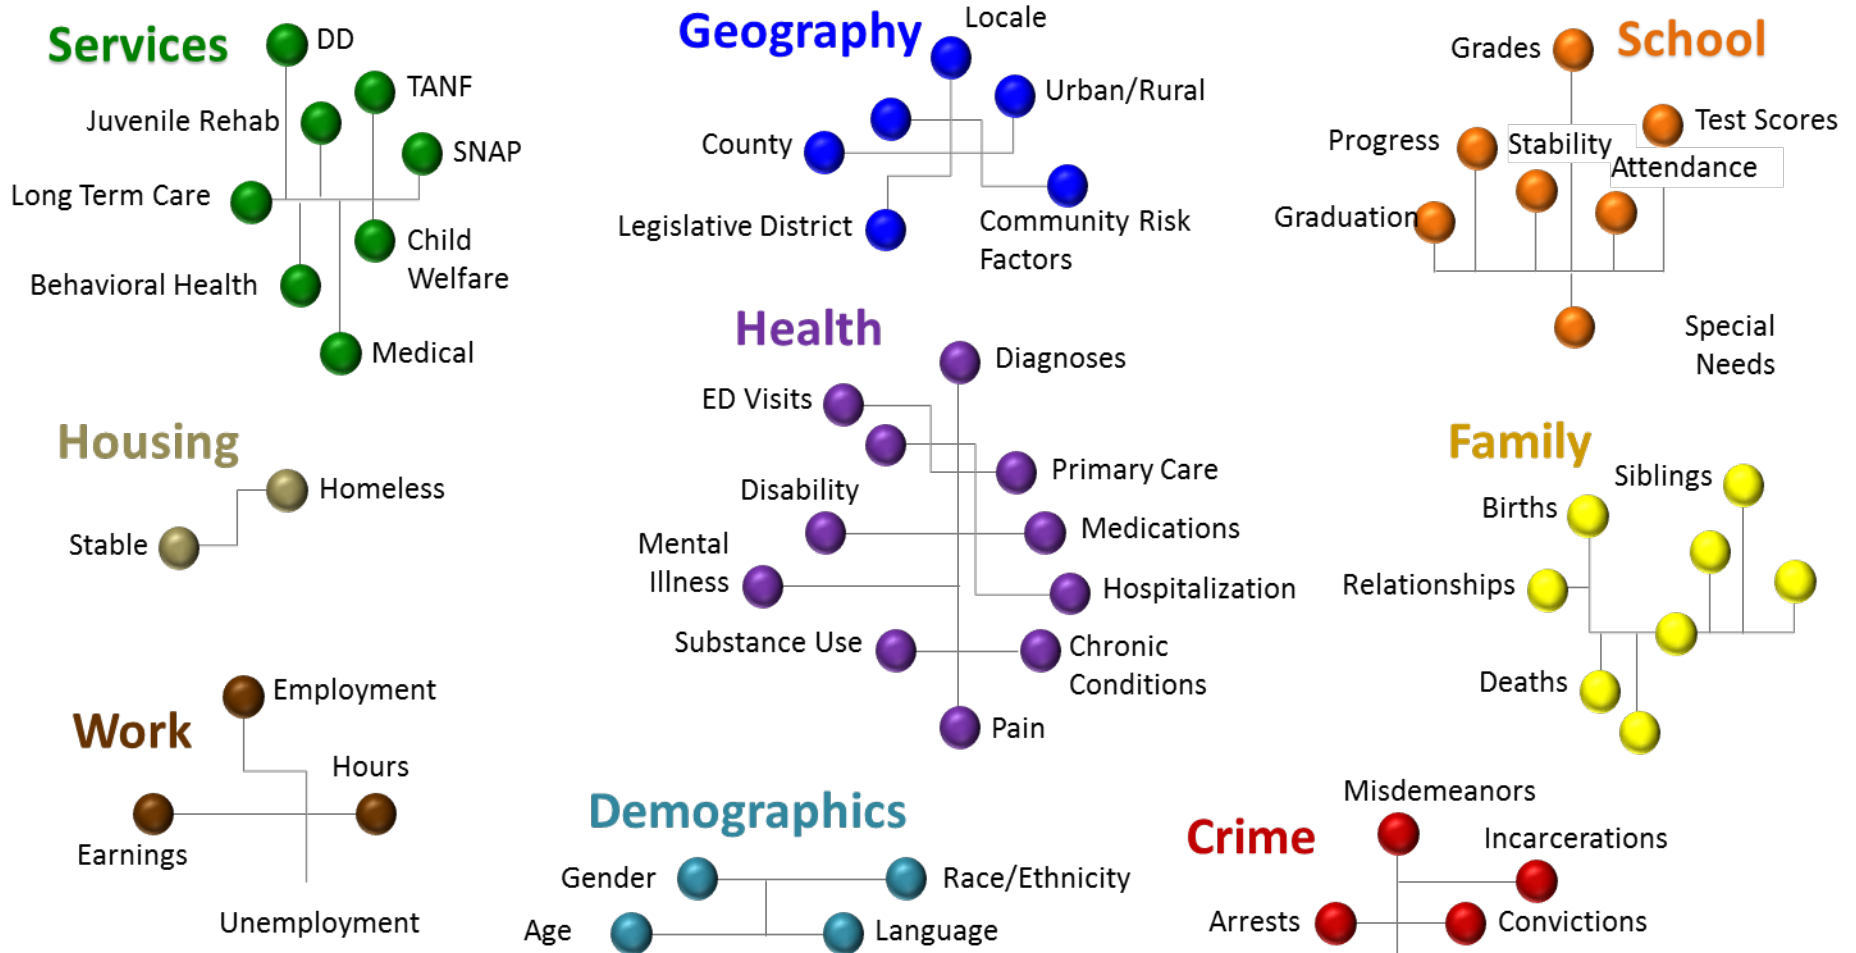 Services
DD
TANF
Juvenile Rehab
SNAP
Long Term Care
Child
Welfare
Behavioral Health
Medical
Geography
Locale
Urban/Rural
County
Legislative District
Community Risk
Factors
School
Grades
Test Scores
Progress
Stability
Attendance
Graduation
Special
Needs
Health
Diagnoses
ED Visits
Primary Care
Disability
Medications
Mental
Illness
Hospitalization
Substance Use
Chronic
Conditions
Pain
Housing
Homeless
Stable
Family
Siblings
Births
Relationships
Deaths
Work
Employment
Hours
Earnings
Unemployment
Demographics
Gender
Race/Ethnicity
Age
Language
Crime
Misdemeanors
Incarcerations
Arrests
Convictions